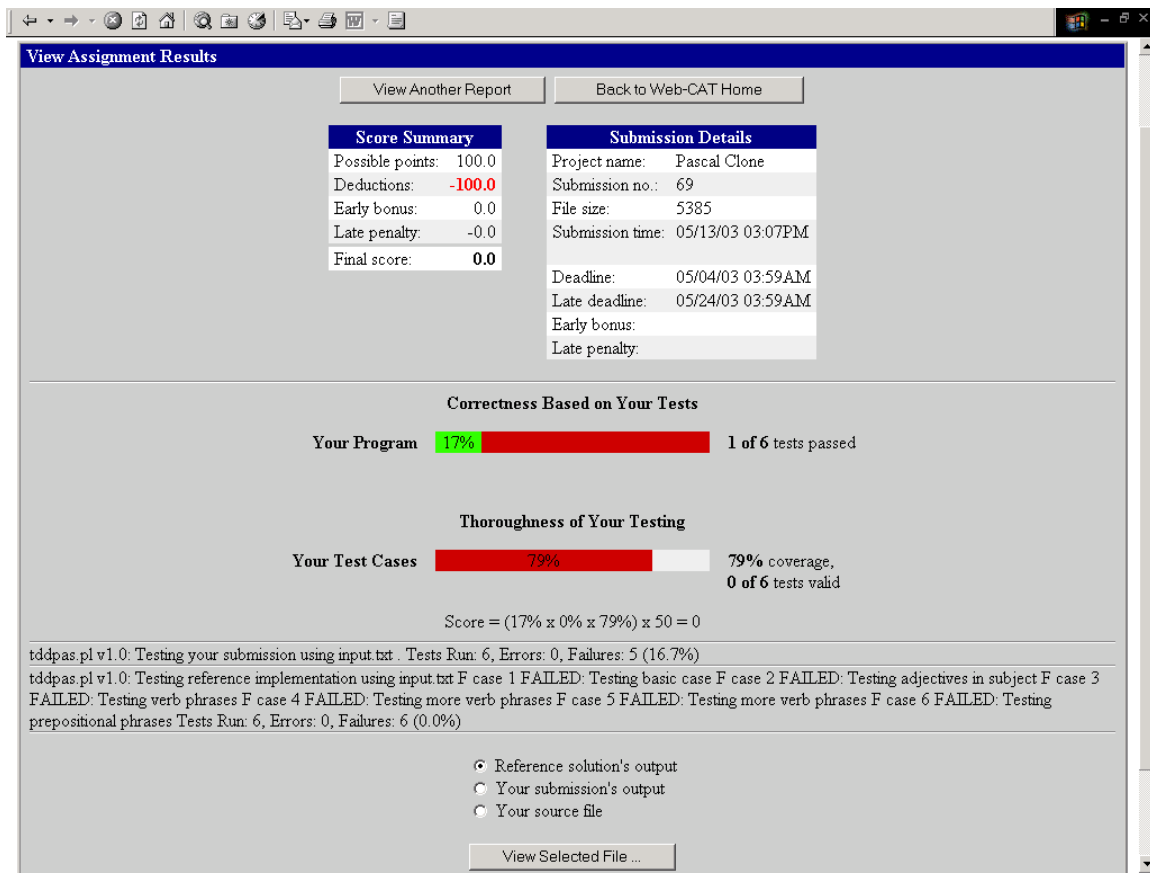 View Assignment Results
View Another Report
Back to Web-CAT Home
Score Summary
Possible points: 100.0
Deductions: -100.0
Early bonus: 0.0
Late penalty: -0.0
Final score: 0.0
Submission Details
Project name: Pascal Clone
Submission no.: 69
File size: 5385
Submission time: 05/13/03 03:07PM
Deadline: 05/04/03 03:59AM
Late deadline: 05/24/03 03:59AM
Early bonus:
Late penalty:
Correctness Based on Your Tests
Your Program 17% 1 of 6 tests passed
Thoroughness of Your Testing
Your Test Cases 79% 79% coverage,
0 of 6 tests valid
Score = (17% x 0% x 79%) x 50 = 0
tddpas.pl v1.0: Testing your submission using input.txt . Tests Run: 6, Errors: 0, Failures: 5 (16.7%)
tddpas.pl v1.0: Testing reference implementation using input.txt F case 1 FAILED: Testing basic case F case 2 FAILED: Testing adjectives in subject F case 3
FAILED: Testing verb phrases F case 4 FAILED: Testing more verb phrases F case 5 FAILED: Testing more verb phrases F case 6 FAILED: Testing
prepositional phrases Tests Run: 6, Errors: 0, Failures: 6 (0.0%)
Reference solution's output
Your submission's output
Your source file
View Selected File ...